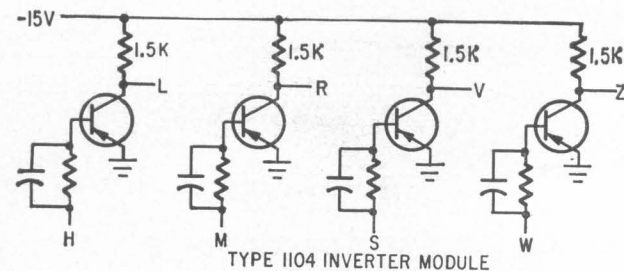 -15V
1.5K 1.5K 1.5K 1.5K
L R V Z
H M S W
TYPE 1104 INVERTER MODULE